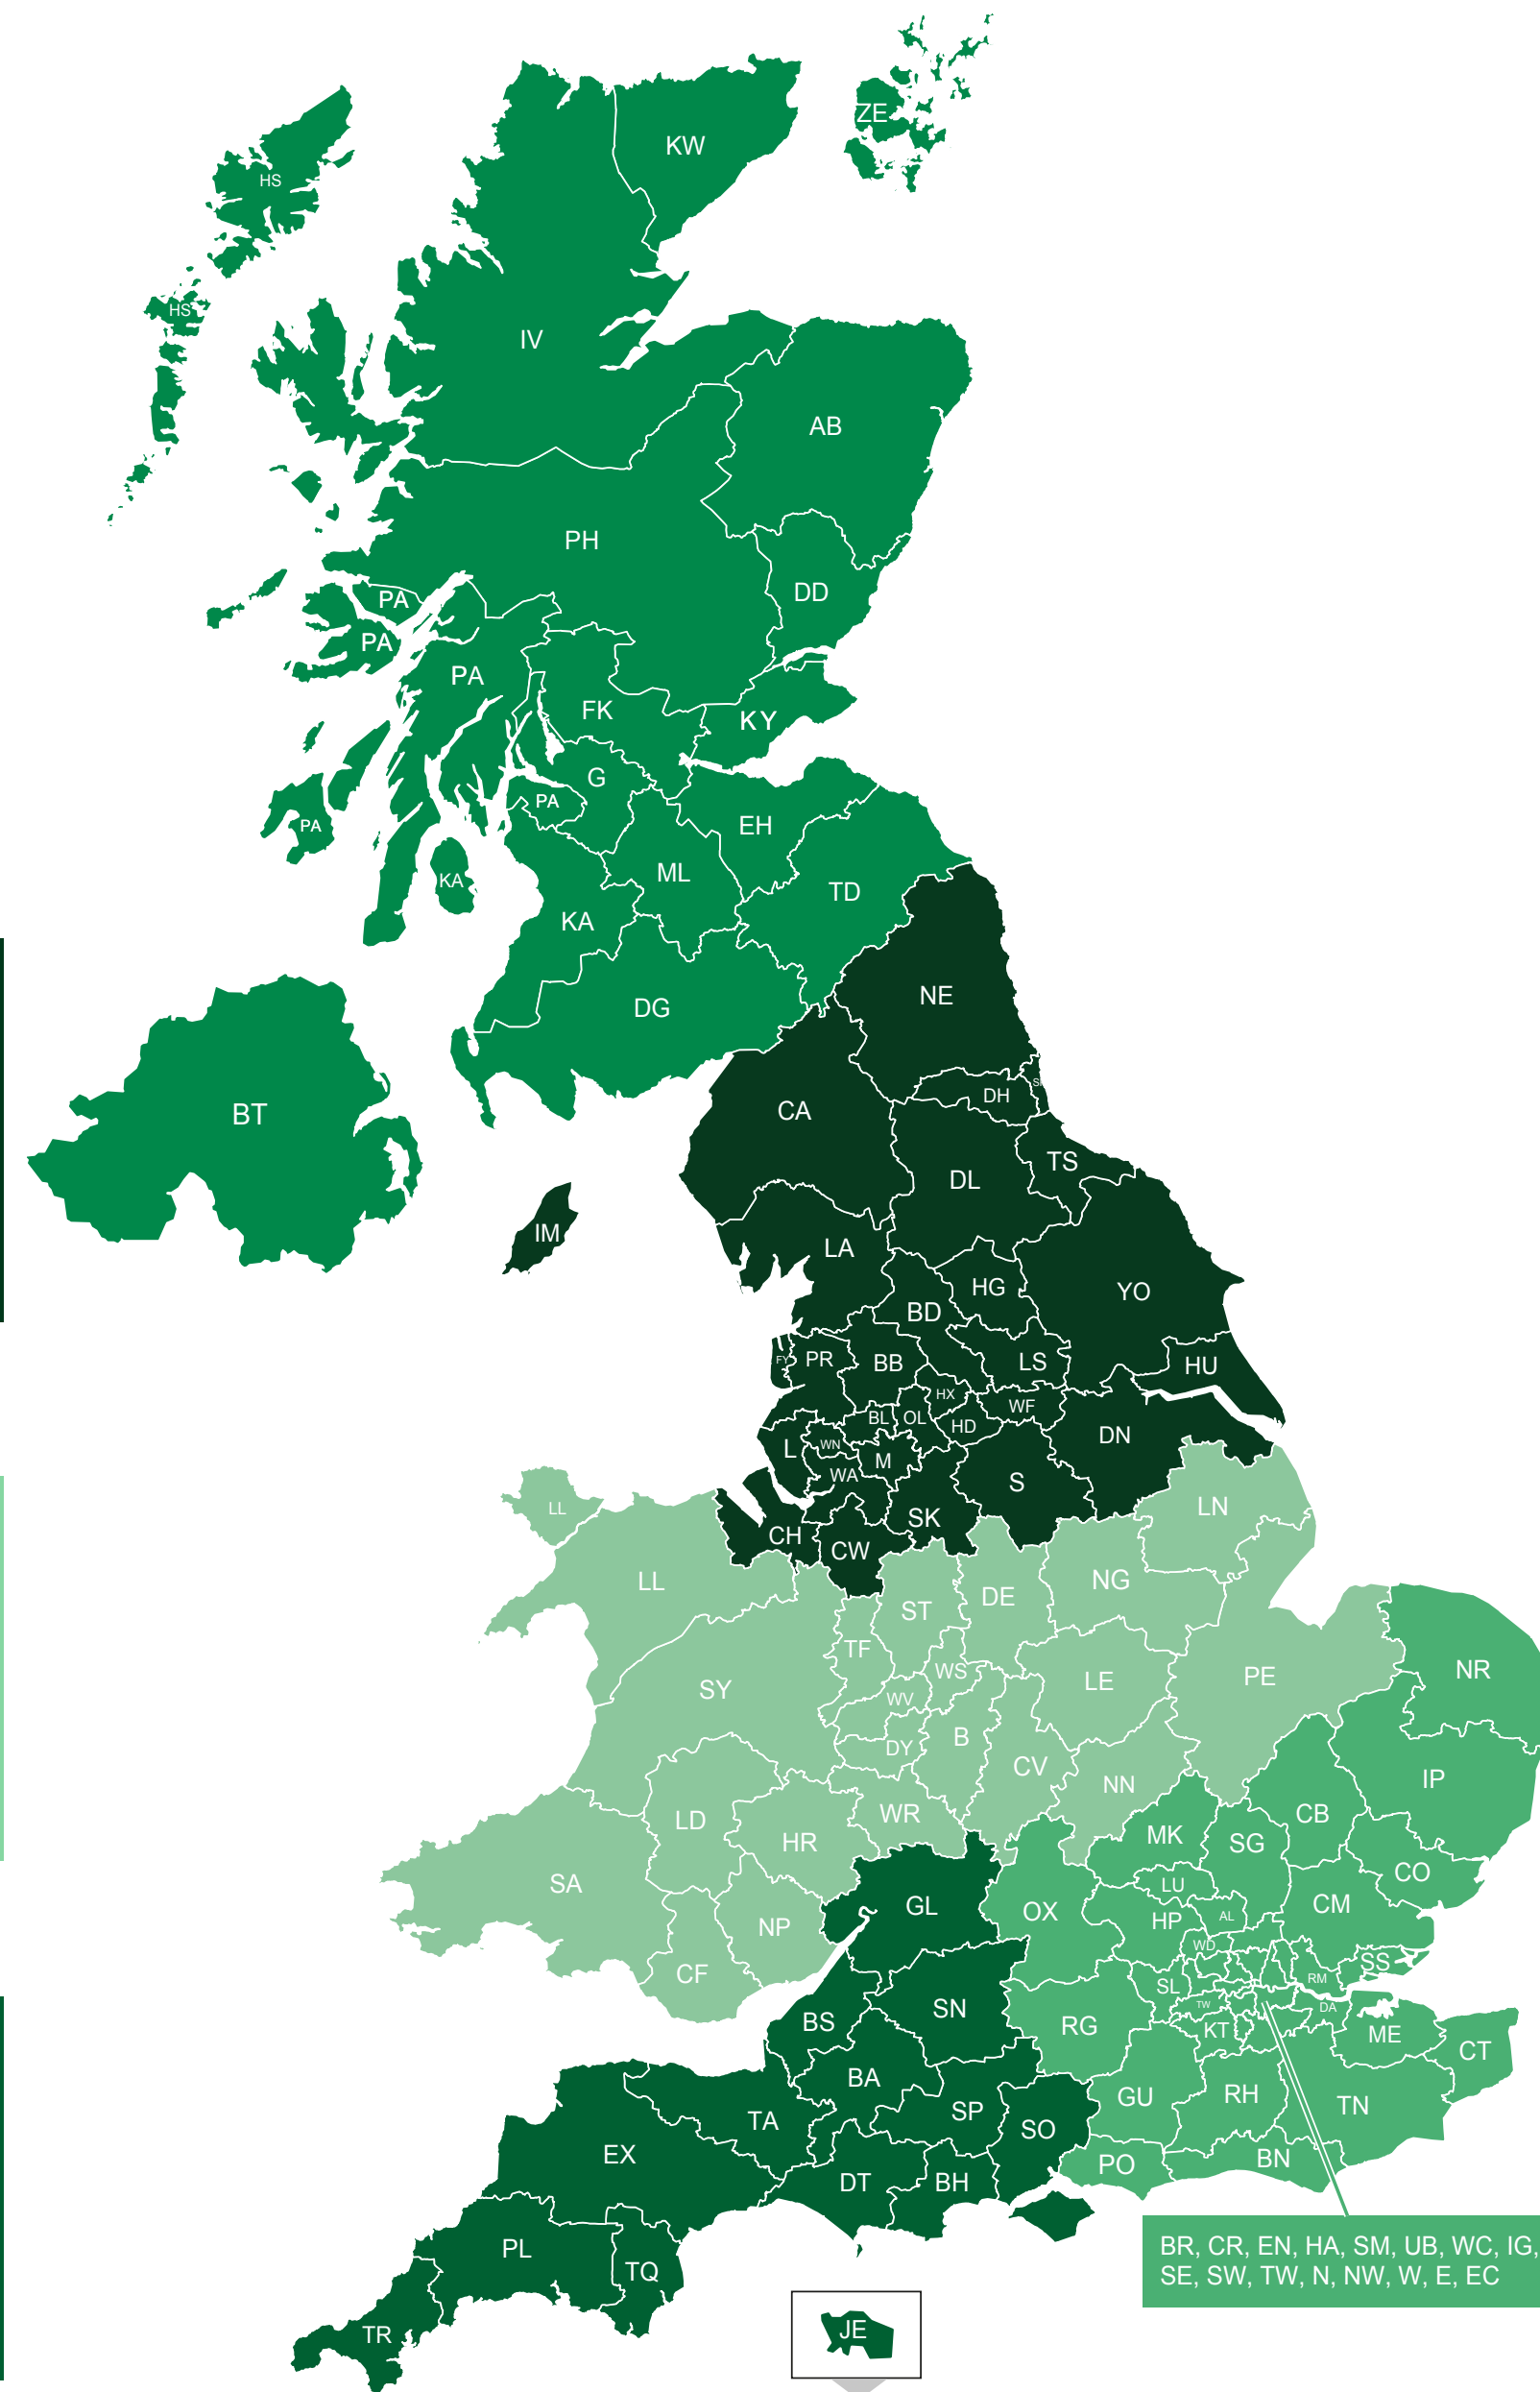 ZE
KW
HS
HS
IV
AB
PH
DD
PA
PA
PA
FK
KY
G
PA
PA
EH
ML
KA
TD
KA
NE
DG
SR
DH
CA
BT
TS
DL
IM
LA
HG
YO
BD
FY
PR
BB
LS
HU
HX
WF
BL
OL
HD
DN
L
WN
M
WA
S
LL
LN
SK
CH
CW
LL
NG
DE
ST
TF
WS
LE
PE
NR
SY
WV
B
DY
CV
IP
NN
WR
CB
LD
HR
MK
SG
CO
SA
LU
CM
GL
OX
HP
AL
NP
WD
SS
CF
SL
RM
SN
TW
DA
BS
RG
KT
ME
CT
BA
GU
RH
TN
SP
TA
SO
EX
PO
BN
DT
BH
PL
TQ
BR, CR, EN, HA, SM, UB, WC, IG,
SE, SW, TW, N, NW, W, E, EC
JE
TR